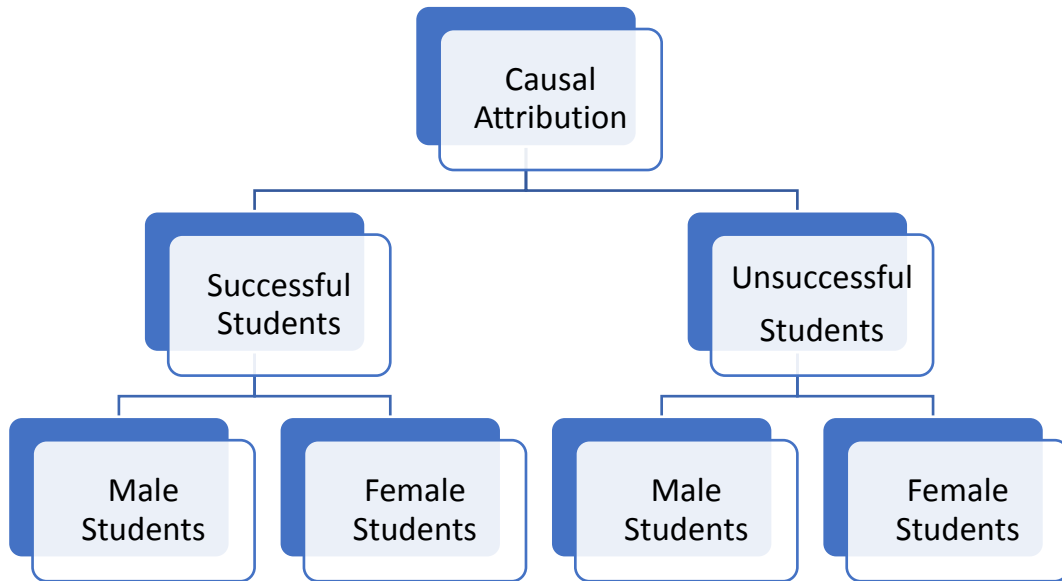 Causal
Attribution
Successful
Students
Unsuccessful
Students
Male
Students
Female
Students
Male
Students
Female
Students